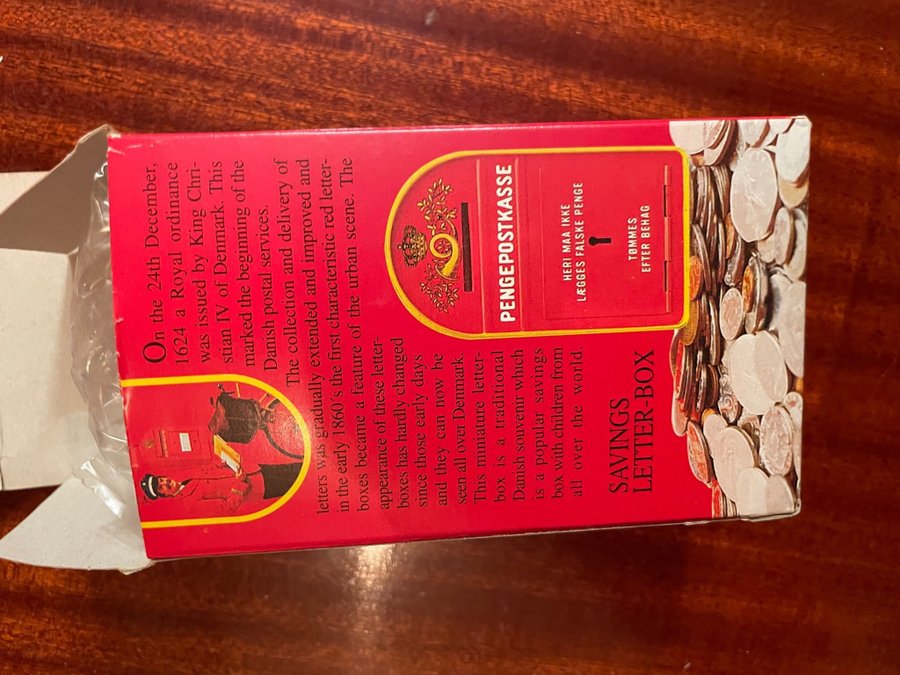 On the 24th December,
1624 a Royal ordinance
was issued by King Chri-
stian IV of Denmark. This
marked the beginning of the
Danish postal services.
The collection and delivery of
letters was gradually extended and improved and
in the early 1860's the first characteristic red letter-
boxes became a feature of the urban scene. The
appearance of these letter-
boxes has hardly changed
since those early days
and they can now be
seen all over Denmark
This miniature letter-
box is a traditional
Danish souvenir which
is a popular savings
box with children from
all over the world.
SAVINGS
LETTER-BOX
PENGEPOSTKASSE
HERI MAA IKKE
LÆGGES FALSKE PENGE
TØMMES
EFTER BEHAG